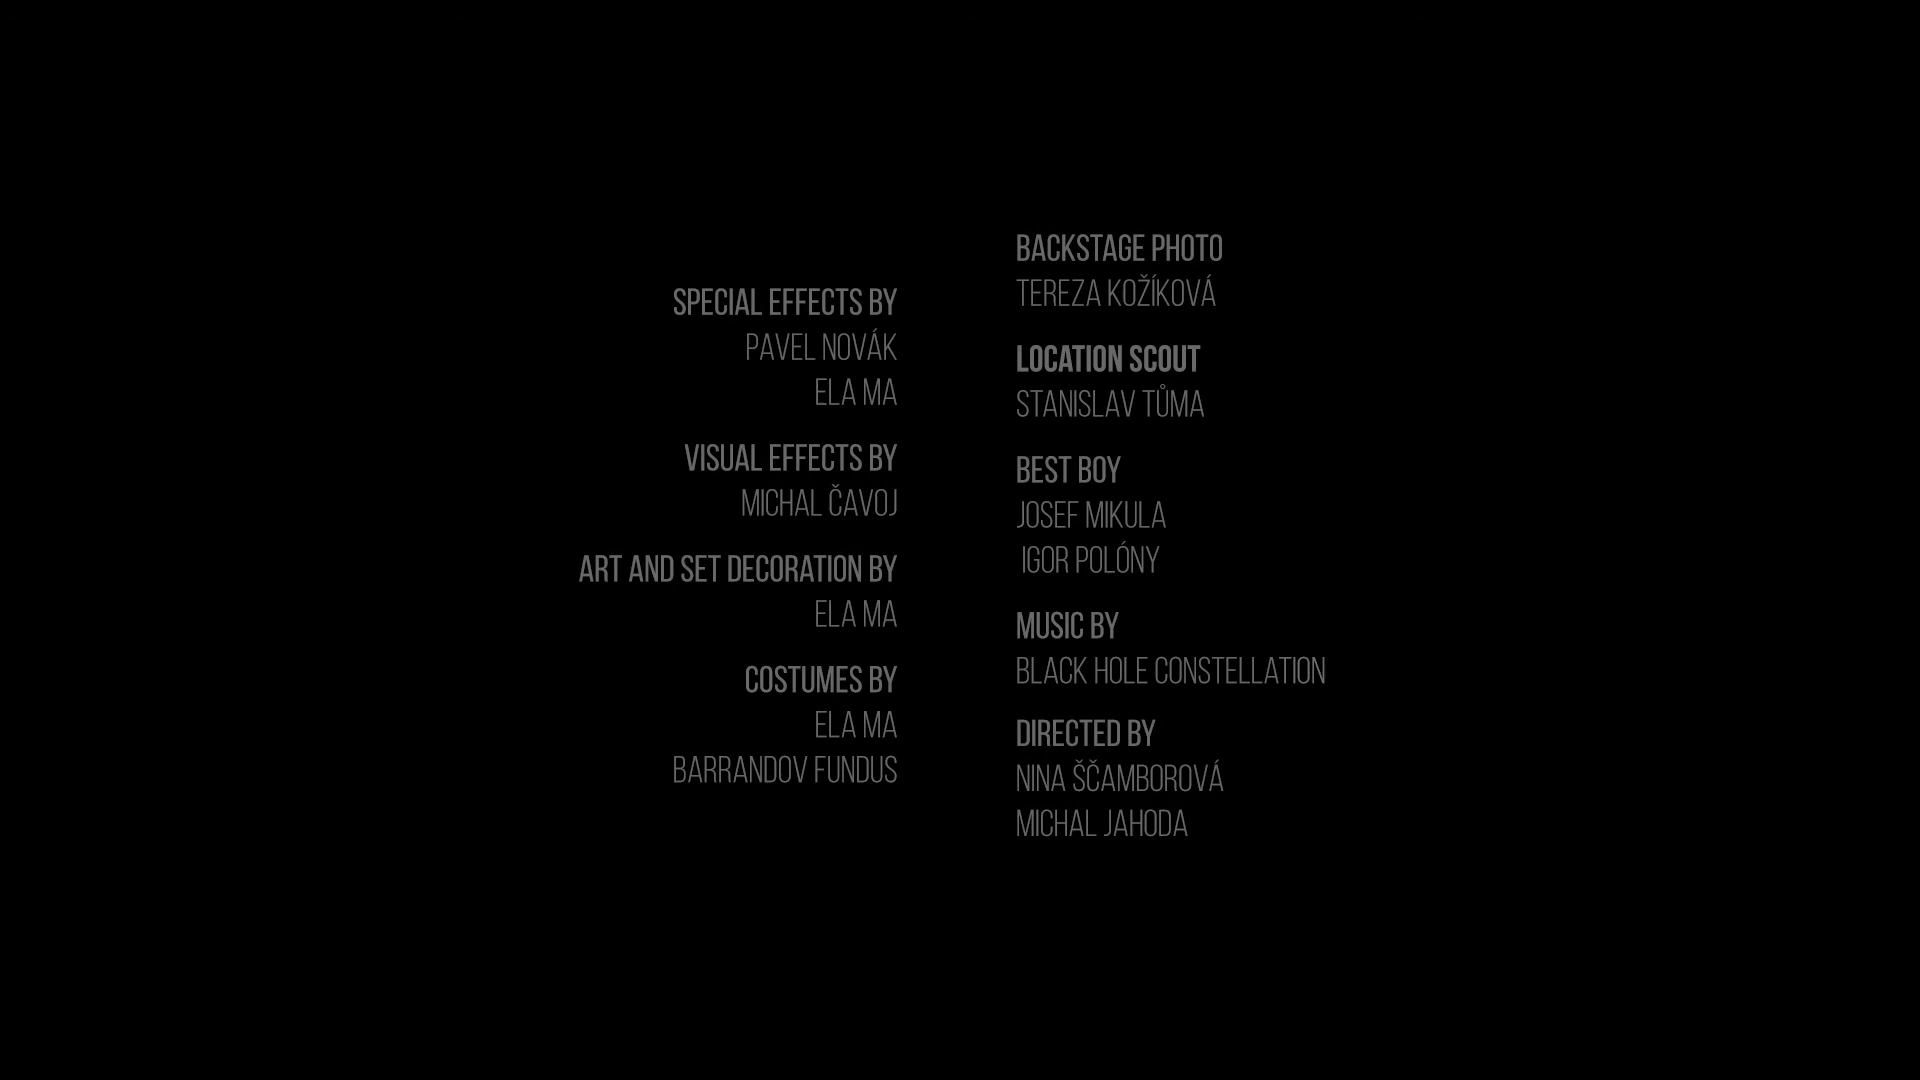 SPECIAL EFFECTS BY
PAVEL NOVÁK
ELA MA
VISUAL EFFECTS BY
MICHAL ČAVOJ
ART AND SET DECORATION BY
ELA MA
COSTUMES BY
ELA MA
BARRANDOV FUNDUS
BACKSTAGE PHOTO
TEREZA KOŽÍKOVÁ
LOCATION SCOUT
STANISLAV TŮMA
BEST BOY
JOSEF MIKULA
IGOR POLÓNY
MUSIC BY
BLACK HOLE CONSTELLATION
DIRECTED BY
NINA ŠČAMBOROVÁ
MICHAL JAHODA